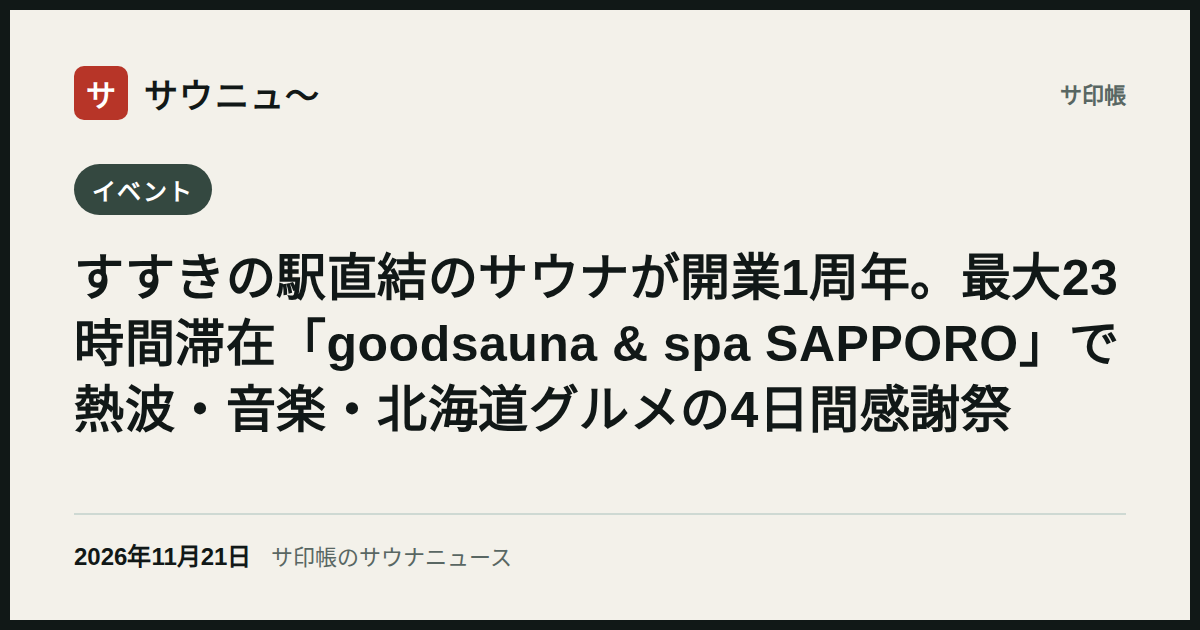 サ サウニュ〜
サ印帳
イベント
すすきの駅直結のサウナが開業1周年。最大23
時間滞在「goodsauna & spa SAPPORO」で
熱波・音楽・北海道グルメの4日間感謝祭
2026年11月21日 サ印帳のサウナニュース